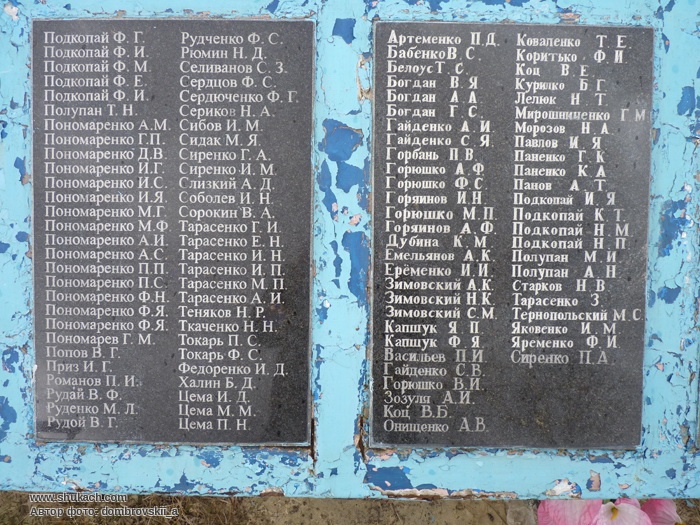 Подкопай Ф. Г.
Подкопай Ф. И.
Подкопай Ф. М.
Подкопай Ф. Е.
Подкопай Ф. И.
Полупан Т. Н.
Пономаренко А.М.
Пономаренко Г.П.
Пономаренко Д.В.
Пономаренко И.Г.
Пономаренко И.С.
Пономаренко И.Я.
Пономаренко М.Г.
Пономаренко М.Ф.
Пономаренко А.И.
Пономаренко А.С.
Пономаренко П.П.
Пономаренко П.С.
Пономаренко Ф.Н.
Пономаренко Ф.Я.
Пономаренко Ф.Я.
Пономарев Г. М.
Попов В. Г.
Приз И. Г.
Романов П. И.
Рудай В. Ф.
Руденко М. Л.
Рудой В. Г.
Рудченко Ф. С.
Рюмин Н. Д.
Селиванов С. З.
Сердцов Ф. С.
Сердюченко Ф. Г.
Сериков Н. А.
Сибов И. М.
Сидак М. Я.
Сиренко Г. А.
Сиренко И. М.
Слизкий А. Д.
Соболев И. Н.
Сорокин В. А.
Тарасенко Г. И.
Тарасенко Е. Н.
Тарасенко И. Н.
Тарасенко И. П.
Тарасенко М. П.
Тарасенко А. И.
Теняков Н. Р.
Ткаченко Н. Н.
Токарь П. С.
Токарь Ф. С.
Федоренко И. Д.
Халин Б. Д.
Цема И. Д.
Цема М. М.
Цема П. Н.
Артеменко П.Д.
Бабенко В.С.
Белоус Т.С.
Богдан В.Я
Богдан А.А
Богдан Г.С
Гайденко А.И
Гайденко С.Я
Горбань П.В.
Горюшко А.Ф
Горюшко Ф.С
Горяинов И.Н
Горюшко М.П
Горяинов А.Ф.
Дубина К.М
Емельянов А.К
Ерёменко И.И
Зимовский А.К
Зимовский Н.К
Зимовский С.М
Капшук Я.П
Капшук Ф.Я
Васильев П.И
Гайденко С.В.
Горюшко В.И.
Зозуля А.И.
Коц В.Б.
Онищенко А.В.
Коваленко Т.Е.
Коритько Ф.И
Коц В.Е
Куричко Б.Г
Лелюк Н.Т.
Мирошниченко Г.М
Морозов Н.А
Павлов И.Я
Паненко Г.К
Паненко К.А
Панов А.Т
Подкопай И.Я
Подкопай К.Т
Подкопай Н.М
Подкопай Н.П
Полупан М.И
Полупан А.Н
Старков Н.В
Тарасенко З.
Тернопольский М.С.
Яковенко И.М
Яременко Ф.И
Сиренко П.А
www.shukach.com
Автор фото: dombrovskii_a